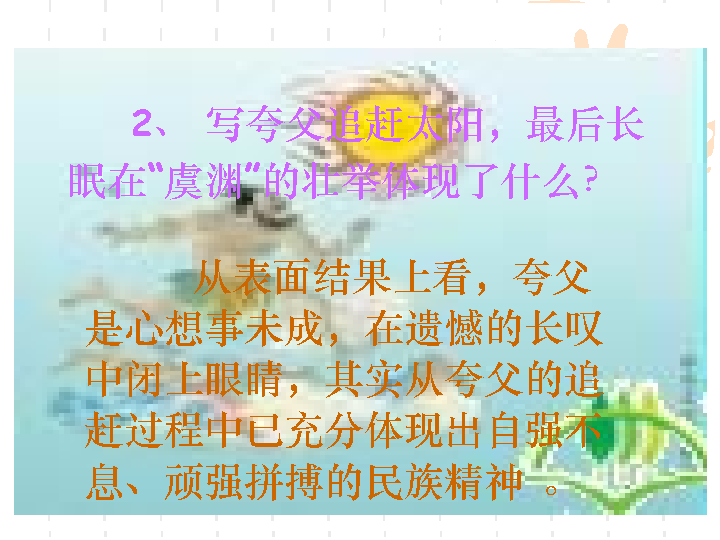 2、 写夸父追赶太阳，最后长
眠在“虞渊”的壮举体现了什么?
从表面结果上看，夸父
是心想事未成，在遗憾的长叹
中闭上眼睛，其实从夸父的追
赶过程中已充分体现出自强不
息、顽强拼搏的民族精神 。